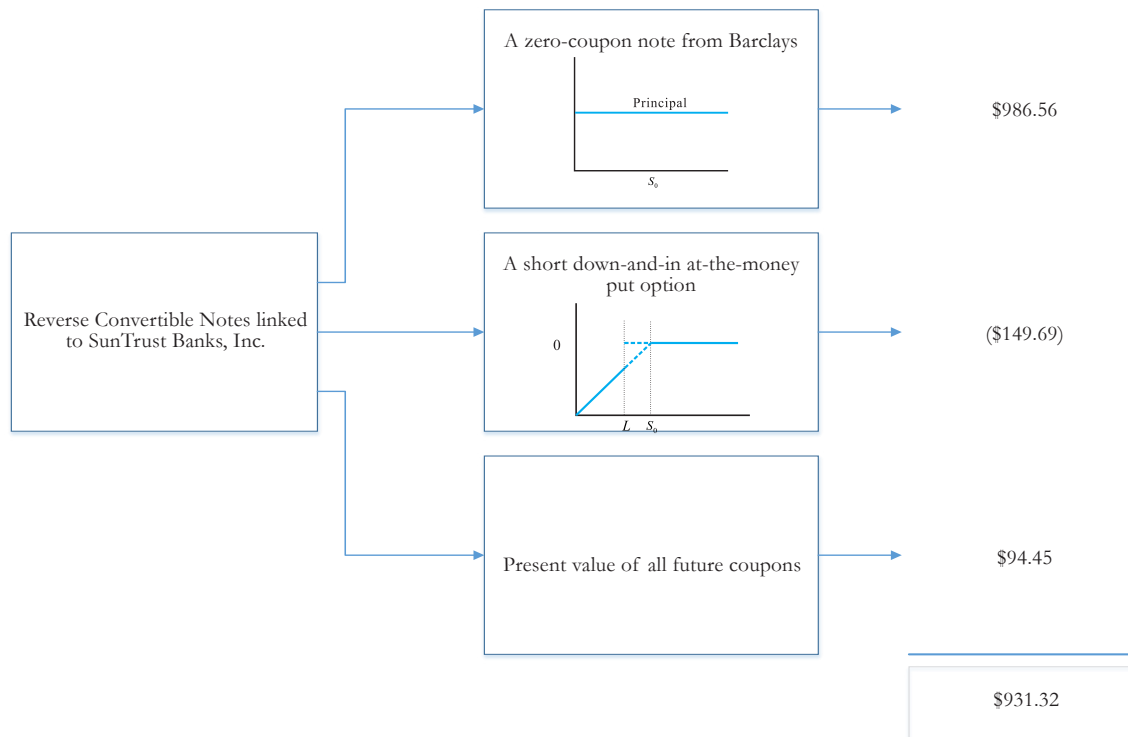 A zero-coupon note from Barclays
Principal
S₀
$986.56
Reverse Convertible Notes linked
to SunTrust Banks, Inc.
A short down-and-in at-the-money
put option
0
L S₀
($149.69)
Present value of all future coupons
$94.45
$931.32